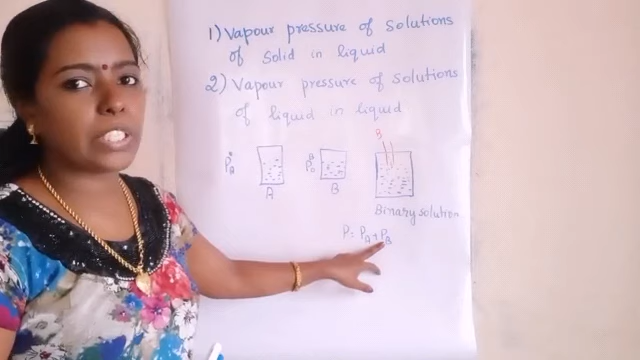 1) Vapour pressure of solutions
of solid in liquid
2) Vapour pressure of solutions
of liquid in liquid
B
P°A
A
B
Binary solution
P = PA + PB